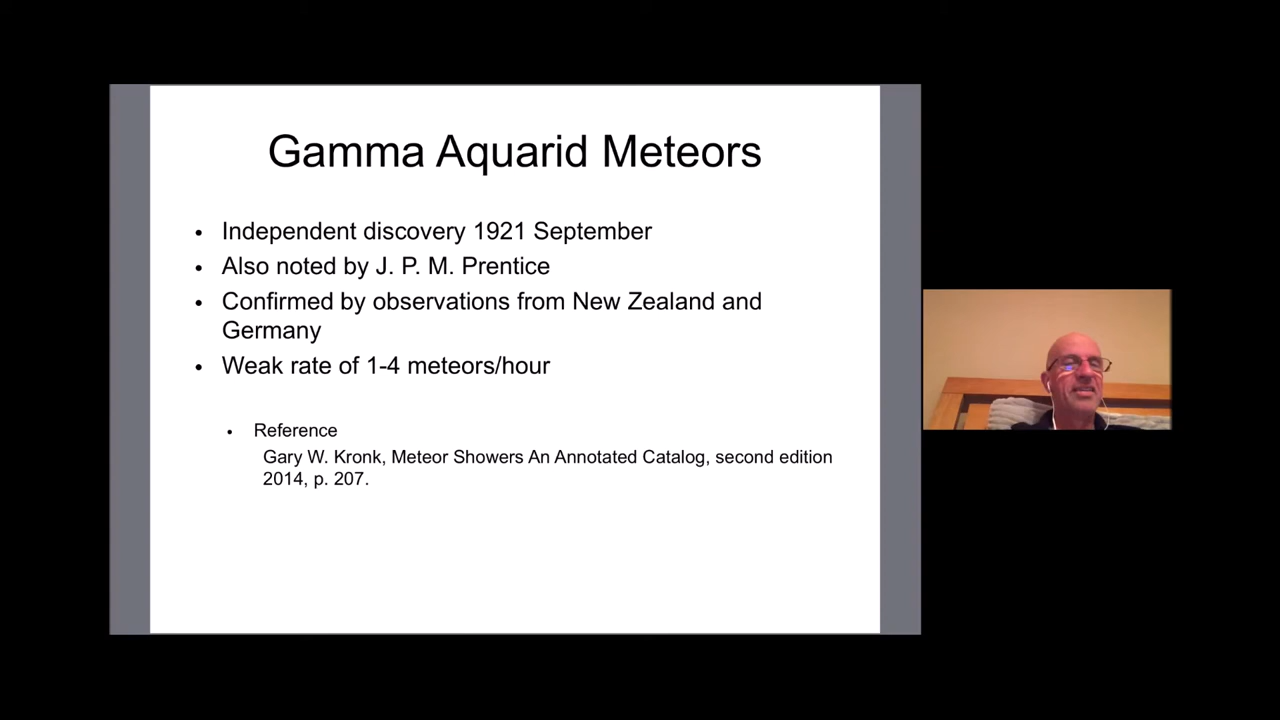 Gamma Aquarid Meteors
• Independent discovery 1921 September
• Also noted by J. P. M. Prentice
• Confirmed by observations from New Zealand and
Germany
• Weak rate of 1-4 meteors/hour
• Reference
Gary W. Kronk, Meteor Showers An Annotated Catalog, second edition
2014, p. 207.